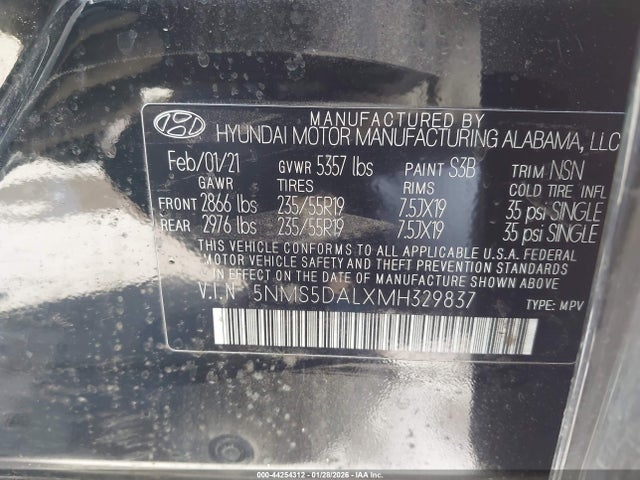 MANUFACTURED BY
HYUNDAI MOTOR MANUFACTURING ALABAMA, LLC
Feb/01/21 GVWR 5357 lbs PAINT S3B TRIM NSN
GAWR TIRES RIMS COLD TIRE INFL
FRONT 2866 lbs 235/55R19 7.5JX19 35 psi SINGLE
REAR 2976 lbs 235/55R19 7.5JX19 35 psi SINGLE
THIS VEHICLE CONFORMS TO ALL APPLICABLE U.S.A. FEDERAL
MOTOR VEHICLE SAFETY AND THEFT PREVENTION STANDARDS IN
EFFECT ON THE DATE OF MANUFACTURE SHOWN ABOVE.
V.I.N 5NMS5DALXMH329837 TYPE: MPV
000-44254312 - 01/28/2026 - IAA Inc.